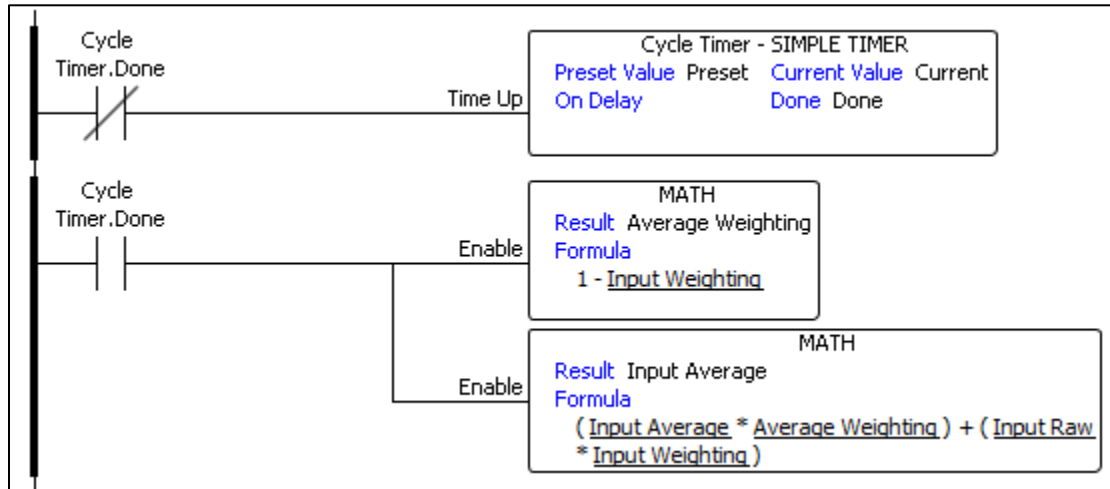 Cycle
Timer.Done
Time Up
Cycle Timer - SIMPLE TIMER
Preset Value Preset Current Value Current
On Delay Done Done
Cycle
Timer.Done
Enable
MATH
Result Average Weighting
Formula
1 - Input Weighting
Enable
MATH
Result Input Average
Formula
( Input Average * Average Weighting ) + ( Input Raw
* Input Weighting )